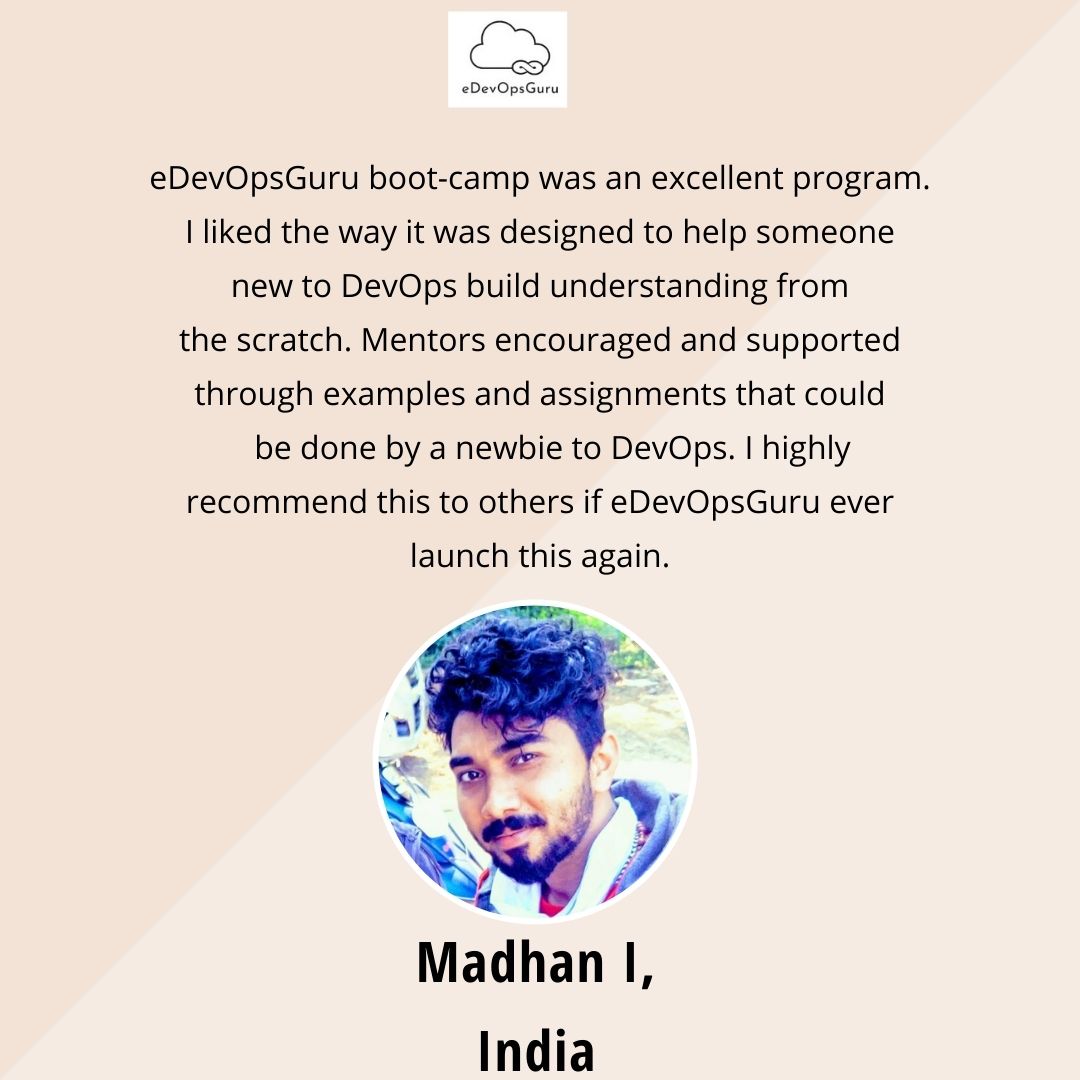 eDevOpsGuru
eDevOpsGuru boot-camp was an excellent program.
I liked the way it was designed to help someone
new to DevOps build understanding from
the scratch. Mentors encouraged and supported
through examples and assignments that could
be done by a newbie to DevOps. I highly
recommend this to others if eDevOpsGuru ever
launch this again.
Madhan I,
India